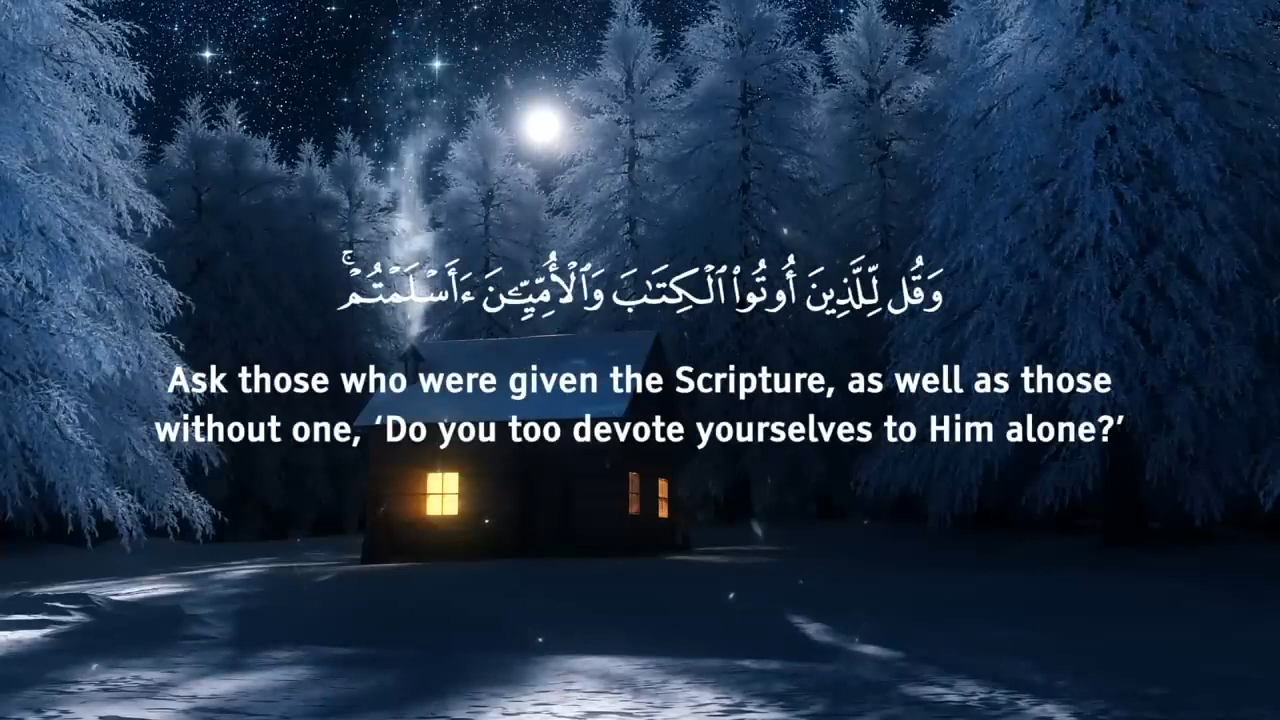 وَقُل لِّلَّذِينَ أُوتُوا۟ ٱلْكِتَـٰبَ وَٱلْأُمِّيِّـۧنَ ءَأَسْلَمْتُمْ ۚ
Ask those who were given the Scripture, as well as those
without one, ‘Do you too devote yourselves to Him alone?’